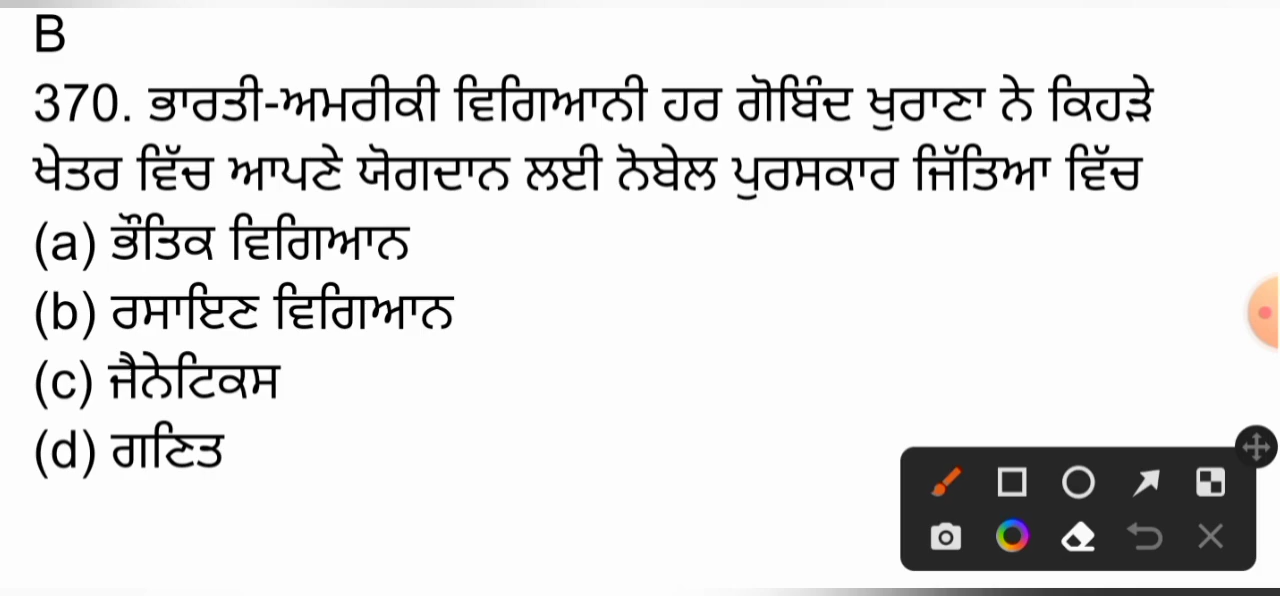 B
370. ਭਾਰਤੀ-ਅਮਰੀਕੀ ਵਿਗਿਆਨੀ ਹਰ ਗੋਬਿੰਦ ਖੁਰਾਣਾ ਨੇ ਕਿਹੜੇ
ਖੇਤਰ ਵਿੱਚ ਆਪਣੇ ਯੋਗਦਾਨ ਲਈ ਨੋਬੇਲ ਪੁਰਸਕਾਰ ਜਿੱਤਿਆ ਵਿੱਚ
(a) ਭੌਤਿਕ ਵਿਗਿਆਨ
(b) ਰਸਾਇਣ ਵਿਗਿਆਨ
(c) ਜੈਨੇਟਿਕਸ
(d) ਗਣਿਤ